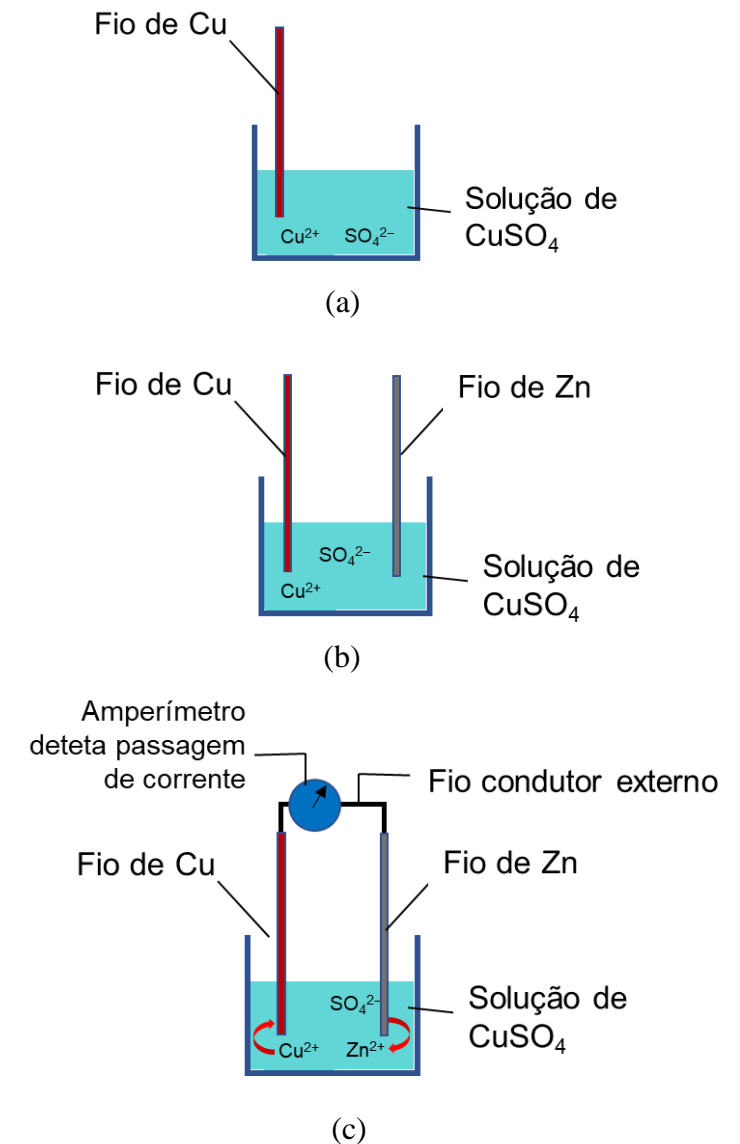 Fio de Cu
Solução de
CuSO₄
Cu²⁺ SO₄²⁻
(a)
Fio de Cu
Fio de Zn
SO₄²⁻
Cu²⁺
Solução de
CuSO₄
(b)
Amperímetro
deteta passagem
de corrente
Fio condutor externo
Fio de Cu
Fio de Zn
SO₄²⁻
Cu²⁺ Zn²⁺
Solução de
CuSO₄
(c)